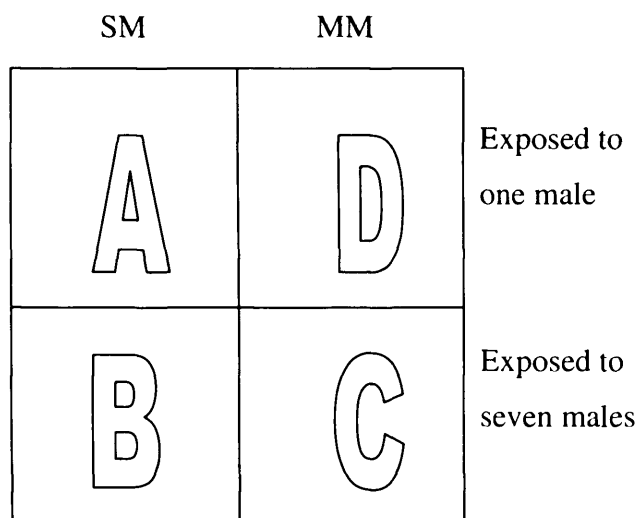 SM MM
A D
Exposed to
one male
B C
Exposed to
seven males